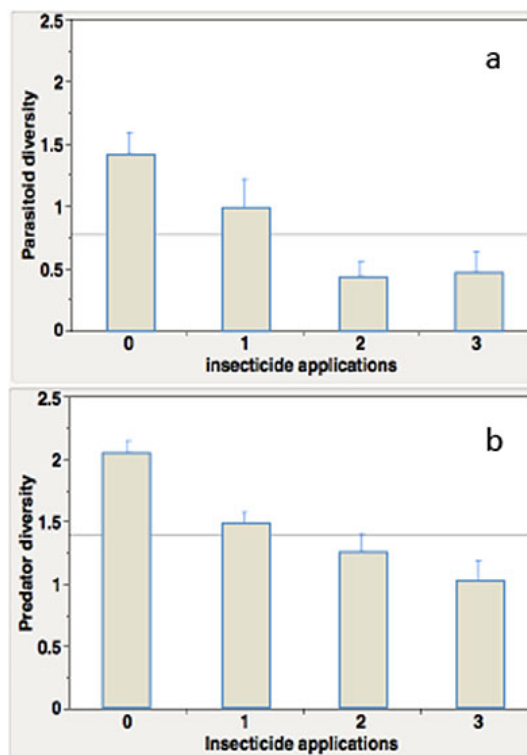 2.5
a
2
1.5
1
0.5
0
Parasitoid diversity
0 1 2 3
insecticide applications
2.5
b
2
1.5
1
0.5
0
Predator diversity
0 1 2 3
Insecticide applications